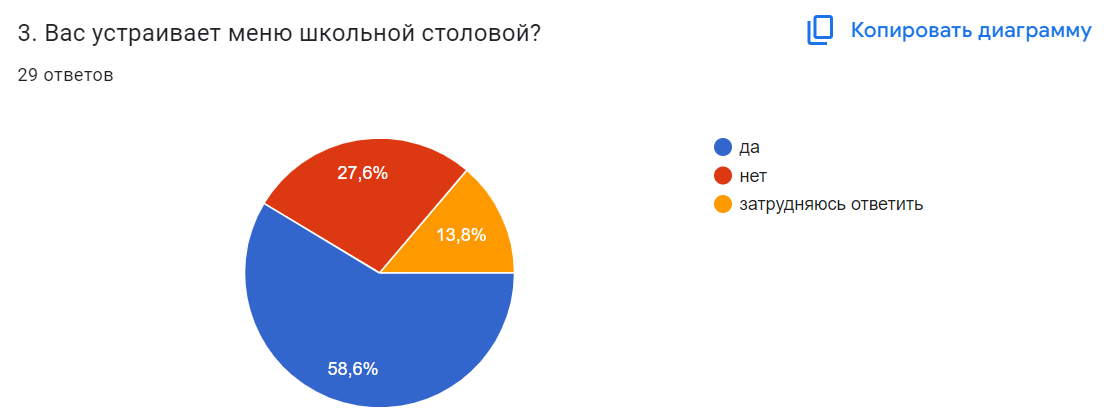 3. Вас устраивает меню школьной столовой?
Копировать диаграмму
29 ответов
да
нет
затрудняюсь ответить
27,6%
13,8%
58,6%